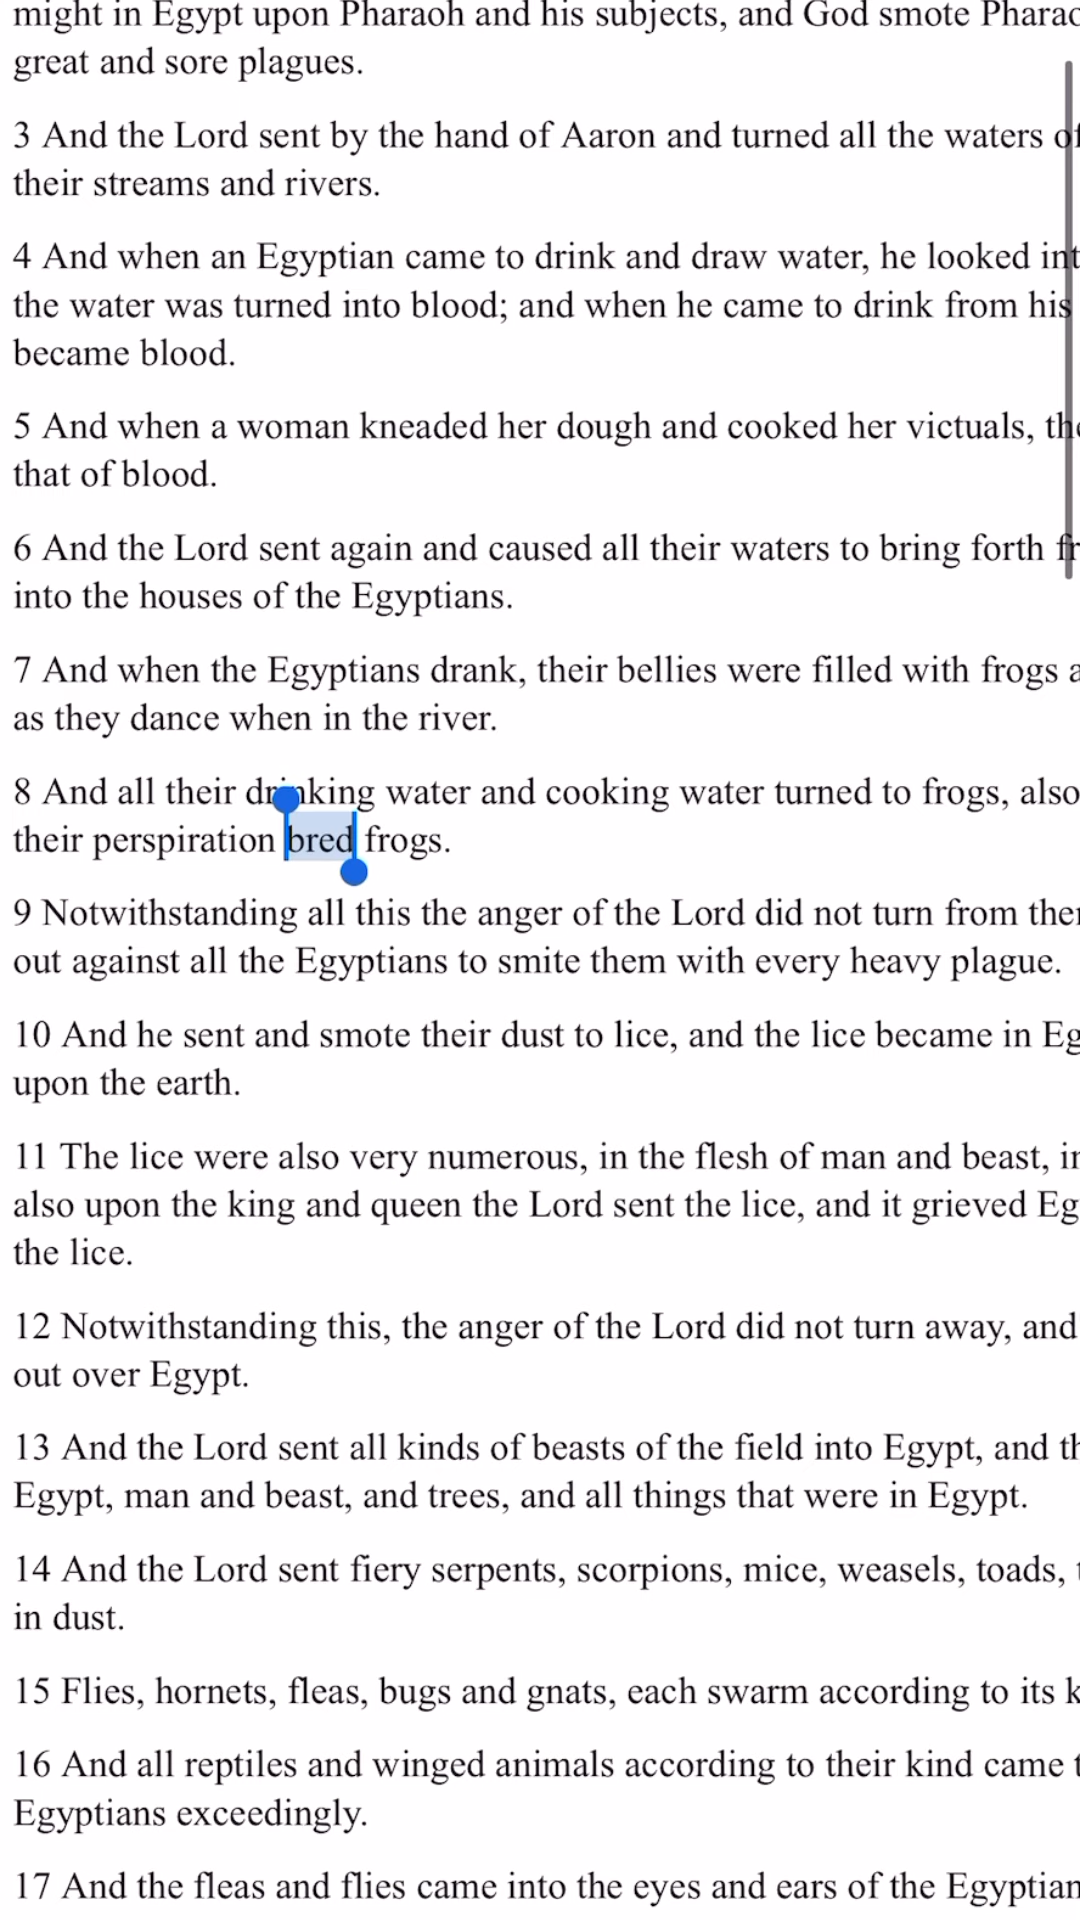 might in Egypt upon Pharaoh and his subjects, and God smote
great and sore plagues.
3 And the Lord sent by the hand of Aaron and turned all the waters of
their streams and rivers.
4 And when an Egyptian came to drink and draw water, he looked
the water was turned into blood; and when he came to drink from his
became blood.
5 And when a woman kneaded her dough and cooked her victuals,
that of blood.
6 And the Lord sent again and caused all their waters to bring forth
into the houses of the Egyptians.
7 And when the Egyptians drank, their bellies were filled with frogs
as they dance when in the river.
8 And all their drinking water and cooking water turned to frogs, also
their perspiration bred frogs.
9 Notwithstanding all this the anger of the Lord did not turn from
out against all the Egyptians to smite them with every heavy plague.
10 And he sent and smote their dust to lice, and the lice became in
upon the earth.
11 The lice were also very numerous, in the flesh of man and beast,
also upon the king and queen the Lord sent the lice, and it grieved
the lice.
12 Notwithstanding this, the anger of the Lord did not turn away, and
out over Egypt.
13 And the Lord sent all kinds of beasts of the field into Egypt, and
Egypt, man and beast, and trees, and all things that were in Egypt.
14 And the Lord sent fiery serpents, scorpions, mice, weasels, toads,
in dust.
15 Flies, hornets, fleas, bugs and gnats, each swarm according to its
16 And all reptiles and winged animals according to their kind came
Egyptians exceedingly.
17 And the fleas and flies came into the eyes and ears of the